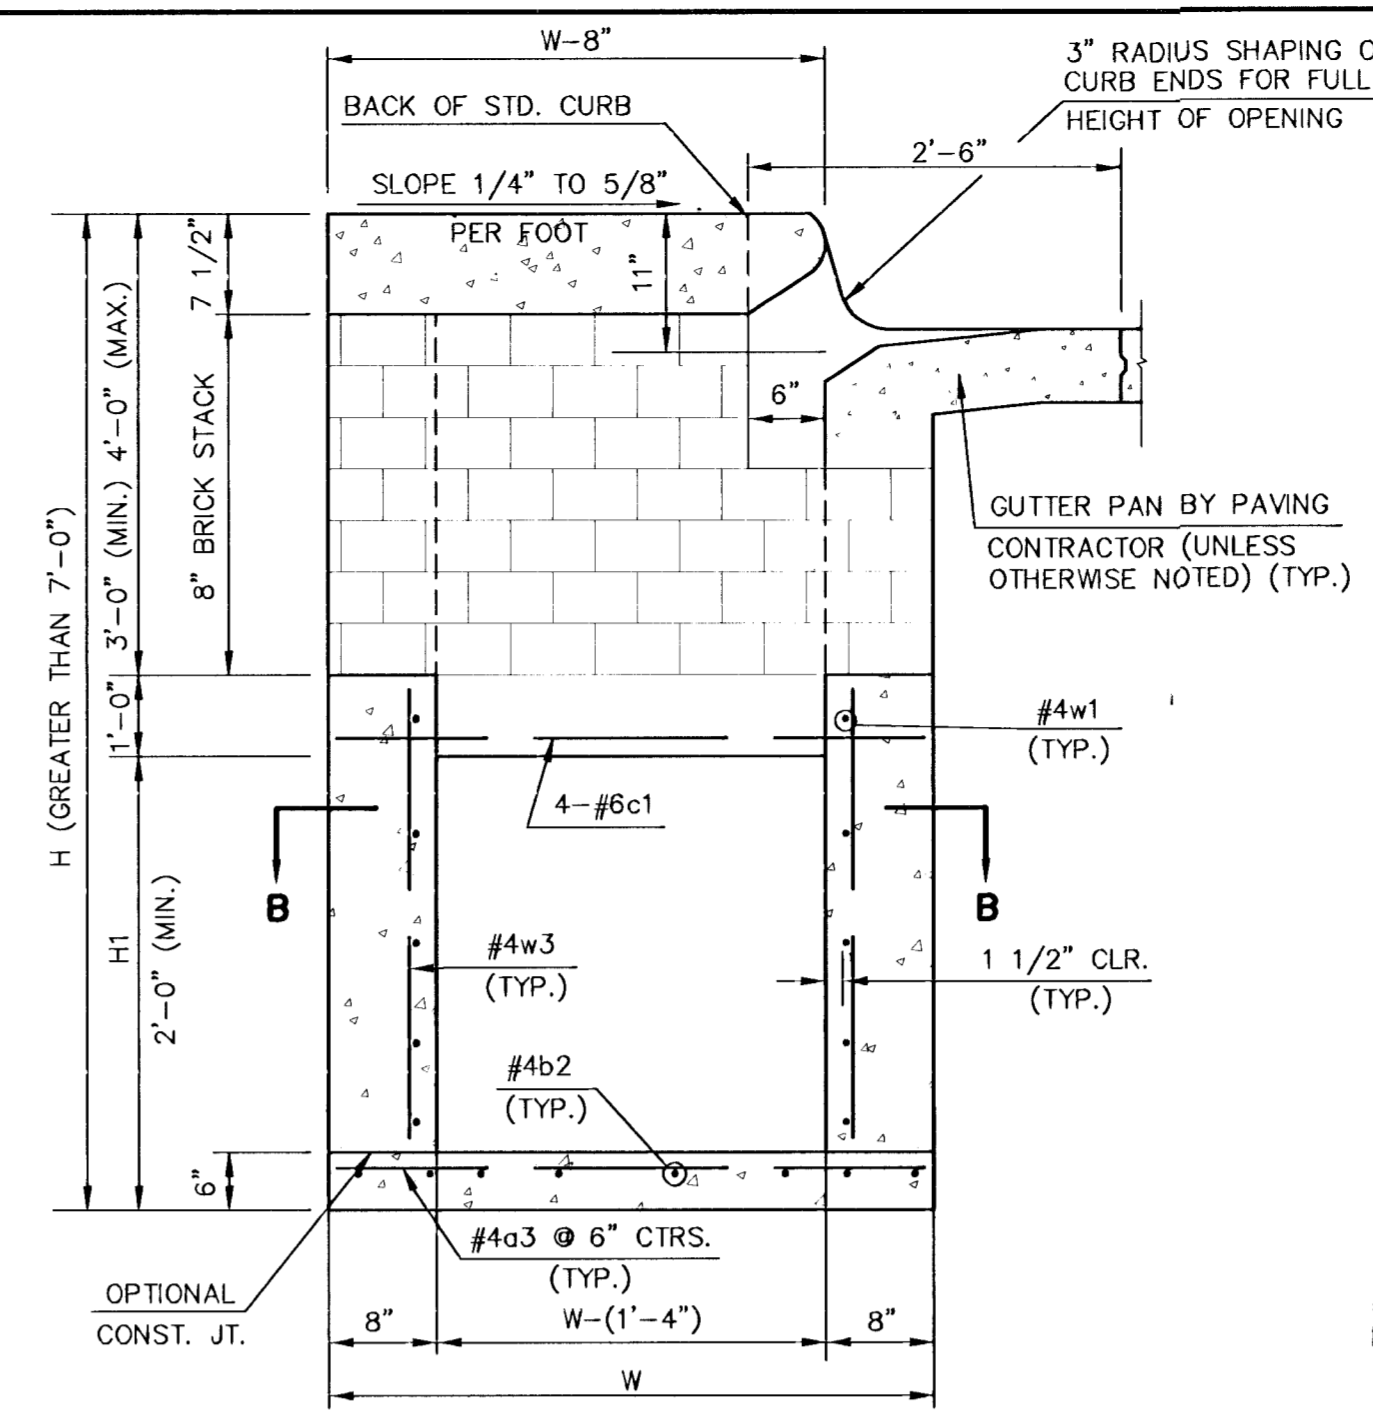 W-8"
3" RADIUS SHAPING
CURB ENDS FOR FULL
HEIGHT OF OPENING
BACK OF STD. CURB
2'-6"
SLOPE 1/4" TO 5/8"
PER FOOT
7 1/2"
11"
3'-0" (MIN.) 4'-0" (MAX.)
8" BRICK STACK
6"
H (GREATER THAN 7'-0")
GUTTER PAN BY PAVING
CONTRACTOR (UNLESS
OTHERWISE NOTED) (TYP.)
1'-0"
#4w1
(TYP.)
4-#6c1
B
B
H1
2'-0" (MIN.)
#4w3
(TYP.)
1 1/2" CLR.
(TYP.)
#4b2
(TYP.)
6"
#4a3 @ 6" CTRS.
(TYP.)
OPTIONAL
CONST. JT.
8"
W-(1'-4")
8"
W